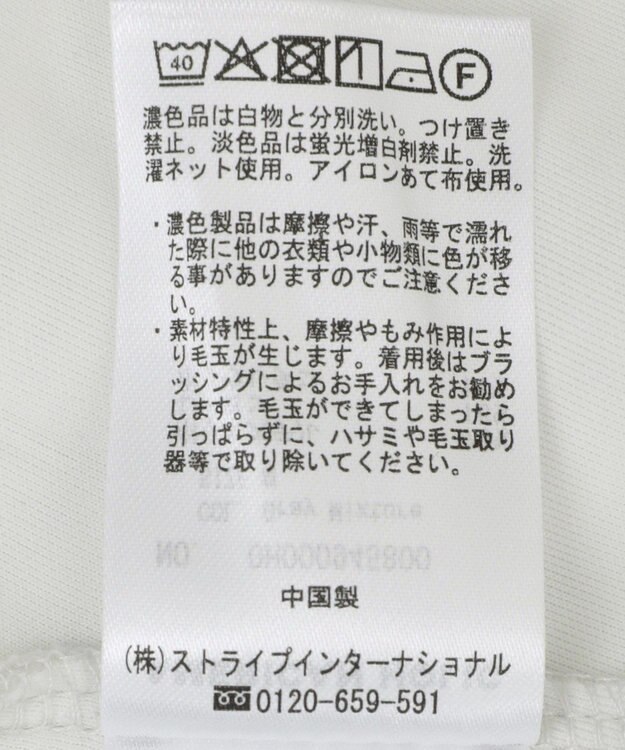 40 F
濃色品は白物と分別洗い。つけ置き
禁止。淡色品は蛍光増白剤禁止。洗
濯ネット使用。アイロンあて布使用。
・濃色製品は摩擦や汗、雨等で濡れ
た際に他の衣類や小物類に色が移
る事がありますのでご注意くださ
い。
・素材特性上、摩擦やもみ作用によ
り毛玉が生じます。着用後はブラ
ッシングによるお手入れをお勧め
します。毛玉ができてしまったら
引っぱらずに、ハサミや毛玉取り
器等で取り除いてください。
COL. Gray Mixture
NO. 0H000945800
中国製
(株)ストライプインターナショナル
0120-659-591